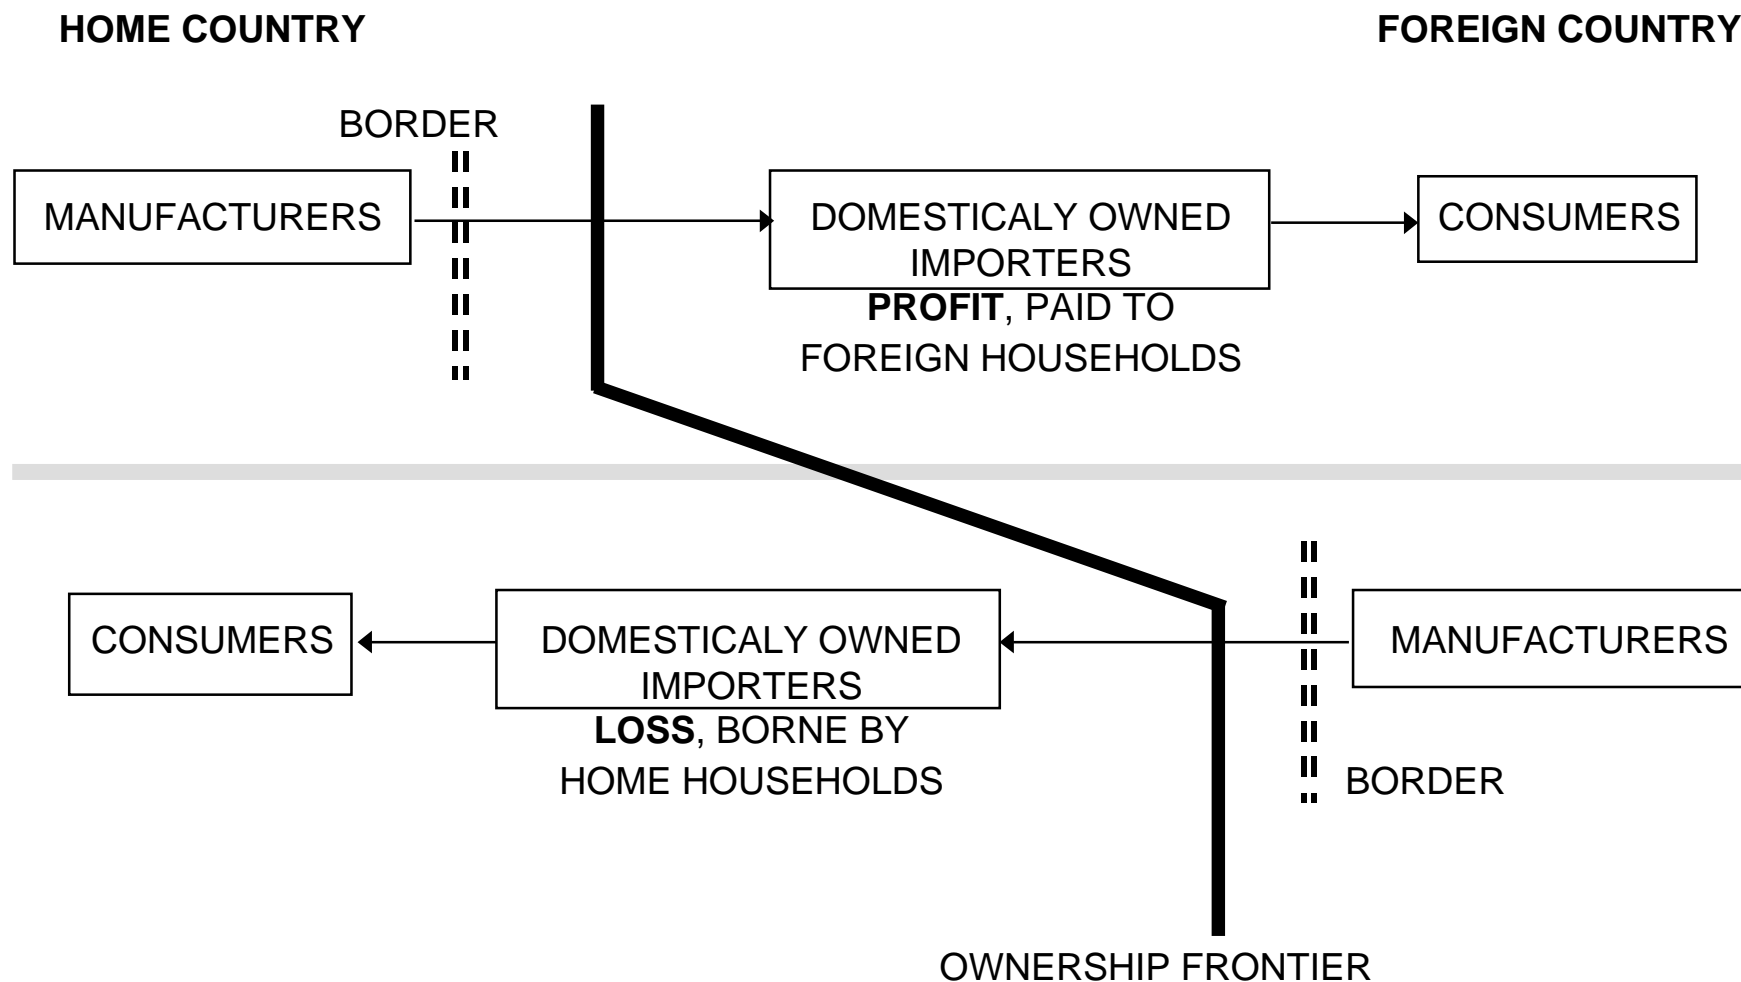 HOME COUNTRY
FOREIGN COUNTRY
BORDER
MANUFACTURERS
DOMESTICALY OWNED
IMPORTERS
CONSUMERS
PROFIT, PAID TO
FOREIGN HOUSEHOLDS
CONSUMERS
DOMESTICALY OWNED
IMPORTERS
MANUFACTURERS
LOSS, BORNE BY
HOME HOUSEHOLDS
BORDER
OWNERSHIP FRONTIER